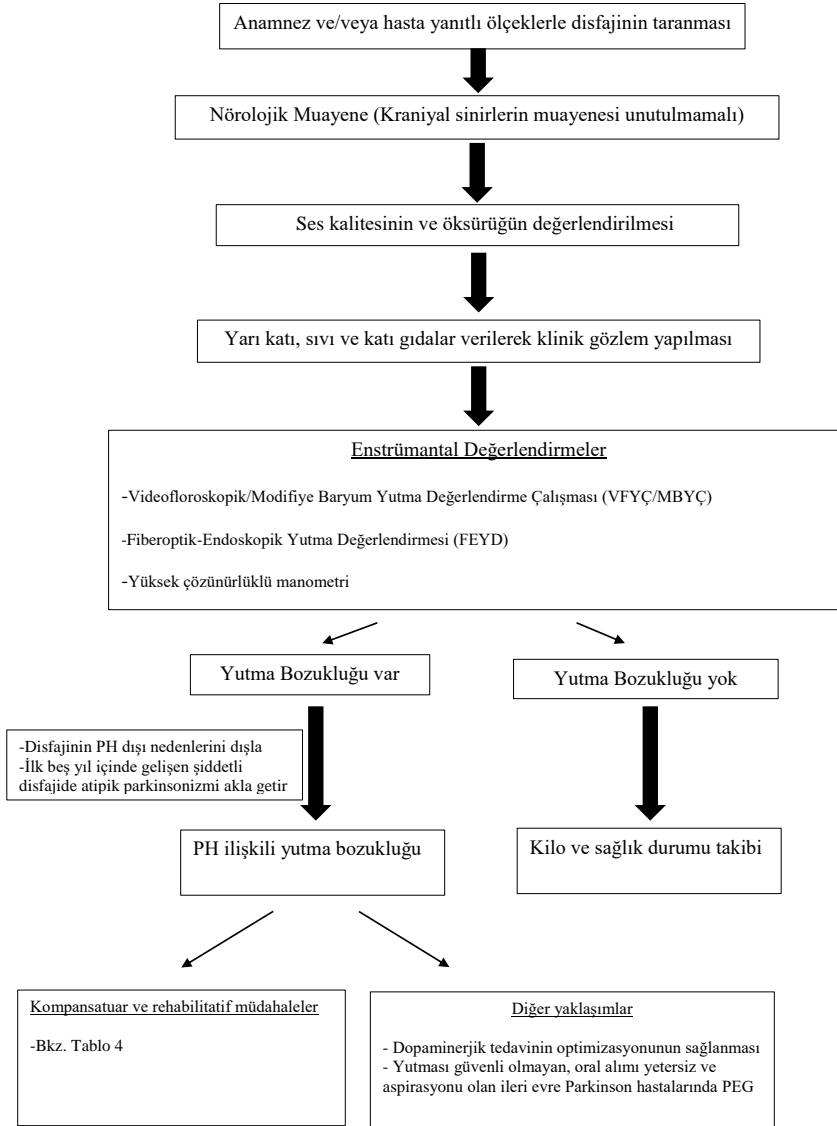 Anamnez ve/veya hasta yanıtlı ölçeklerle disfajinin taranması
Nörolojik Muayene (Kraniyal sinirlerin muayenesi unutulmamalı)
Ses kalitesinin ve öksürüğün değerlendirilmesi
Yarı katı, sıvı ve katı gıdalar verilerek klinik gözlem yapılması
Enstrümantal Değerlendirmeler
-Videofloroskopik/Modifiye Baryum Yutma Değerlendirme Çalışması (VFYÇ/MBYÇ)
-Fiberoptik-Endoskopik Yutma Değerlendirmesi (FEYD)
-Yüksek çözünürlüklü manometri
Yutma Bozukluğu var
Yutma Bozukluğu yok
-Disfajinin PH dışı nedenlerini dışla
-İlk beş yıl içinde gelişen şiddetli
disfajide atipik parkinsonizmi akla getir
PH ilişkili yutma bozukluğu
Kilo ve sağlık durumu takibi
Kompansatuar ve rehabilitatif müdahaleler
-Bkz. Tablo 4
Diğer yaklaşımlar
- Dopaminerjik tedavinin optimizasyonunun sağlanması
- Yutması güvenli olmayan, oral alımı yetersiz ve
aspirasyonu olan ileri evre Parkinson hastalarında PEG